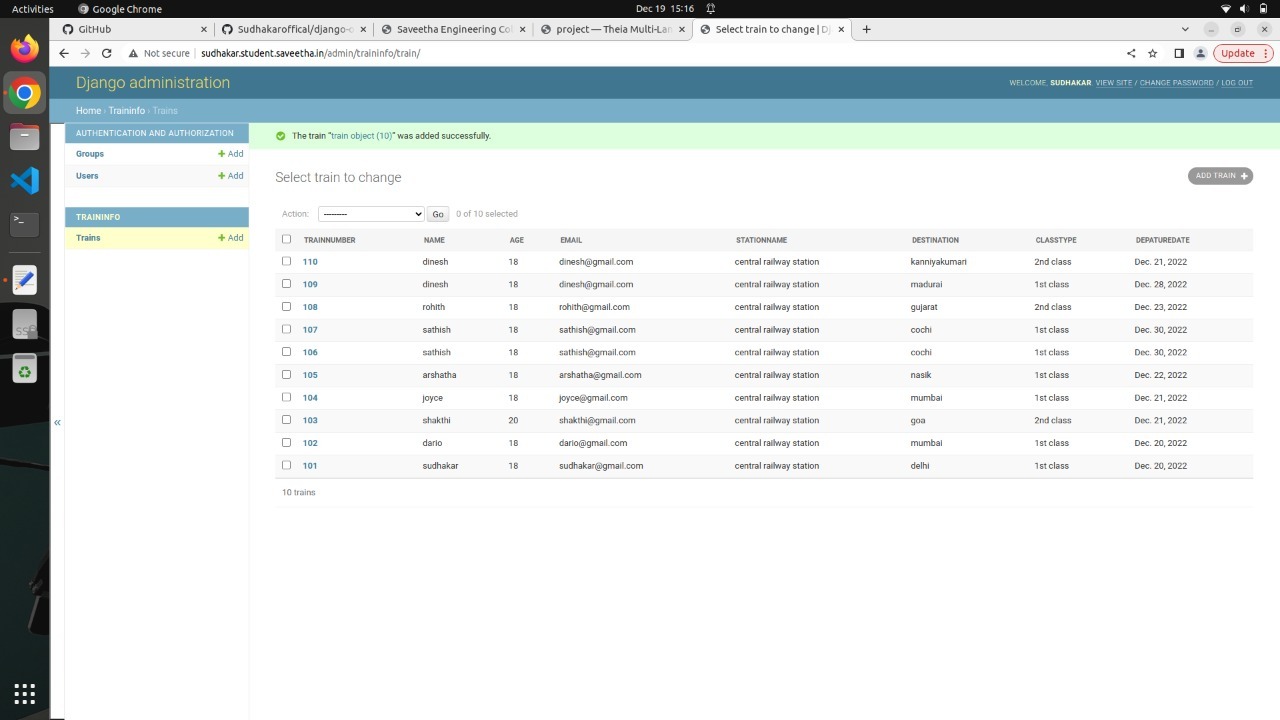 Activities Google Chrome Dec 19 15:16
GitHub Sudhakaroffical/django-o Saveetha Engineering Col project — Theia Multi-Lan Select train to change | Dj
Not secure sudhakar.student.saveetha.in/admin/traininfo/train/ Update
Django administration WELCOME, SUDHAKAR. VIEW SITE / CHANGE PASSWORD / LOG OUT
Home › Traininfo › Trains
AUTHENTICATION AND AUTHORIZATION
Groups + Add
Users + Add
TRAININFO
Trains + Add
«
The train “train object (10)” was added successfully.
Select train to change ADD TRAIN +
Action: --------- Go 0 of 10 selected
TRAINNUMBER NAME AGE EMAIL STATIONNAME DESTINATION CLASSTYPE DEPATUREDATE
110 dinesh 18 dinesh@gmail.com central railway station kanniyakumari 2nd class Dec. 21, 2022
109 dinesh 18 dinesh@gmail.com central railway station madurai 1st class Dec. 28, 2022
108 rohith 18 rohith@gmail.com central railway station gujarat 2nd class Dec. 23, 2022
107 sathish 18 sathish@gmail.com central railway station cochi 1st class Dec. 30, 2022
106 sathish 18 sathish@gmail.com central railway station cochi 1st class Dec. 30, 2022
105 arshatha 18 arshatha@gmail.com central railway station nasik 1st class Dec. 22, 2022
104 joyce 18 joyce@gmail.com central railway station mumbai 1st class Dec. 21, 2022
103 shakthi 20 shakthi@gmail.com central railway station goa 2nd class Dec. 21, 2022
102 dario 18 dario@gmail.com central railway station mumbai 1st class Dec. 20, 2022
101 sudhakar 18 sudhakar@gmail.com central railway station delhi 1st class Dec. 20, 2022
10 trains